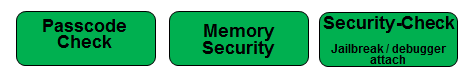 Passcode
Check
Memory
Security
Security-Check
Jailbreak / debugger
attach